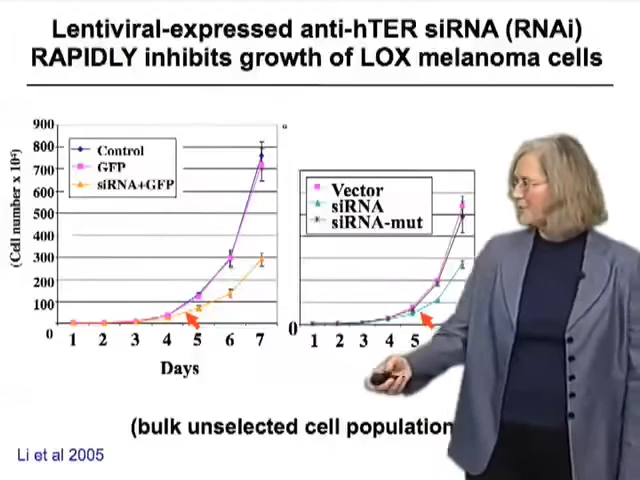 Lentiviral-expressed anti-hTER siRNA (RNAi)
RAPIDLY inhibits growth of LOX melanoma cells
900
800
700
600
500
400
300
200
100
0
(Cell number x 10⁴)
Control
GFP
siRNA+GFP
1 2 3 4 5 6 7
Days
Vector
siRNA
siRNA-mut
0
1 2 3 4 5
(bulk unselected cell population
Li et al 2005